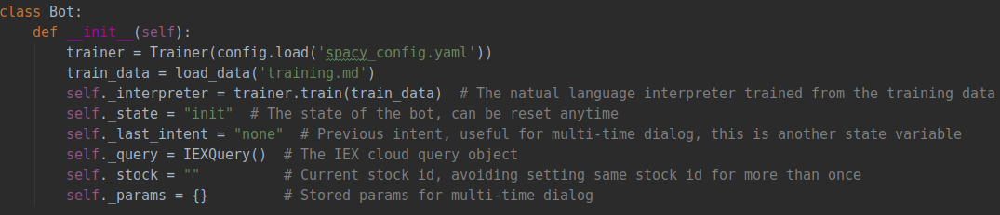 class Bot:
    def __init__(self):
        trainer = Trainer(config.load('spacy_config.yaml'))
        train_data = load_data('training.md')
        self._interpreter = trainer.train(train_data)  # The natual language interpreter trained from the training data
        self._state = "init"  # The state of the bot, can be reset anytime
        self._last_intent = "none"  # Previous intent, useful for multi-time dialog, this is another state variable
        self._query = IEXQuery()  # The IEX cloud query object
        self._stock = ""          # Current stock id, avoiding setting same stock id for more than once
        self._params = {}         # Stored params for multi-time dialog